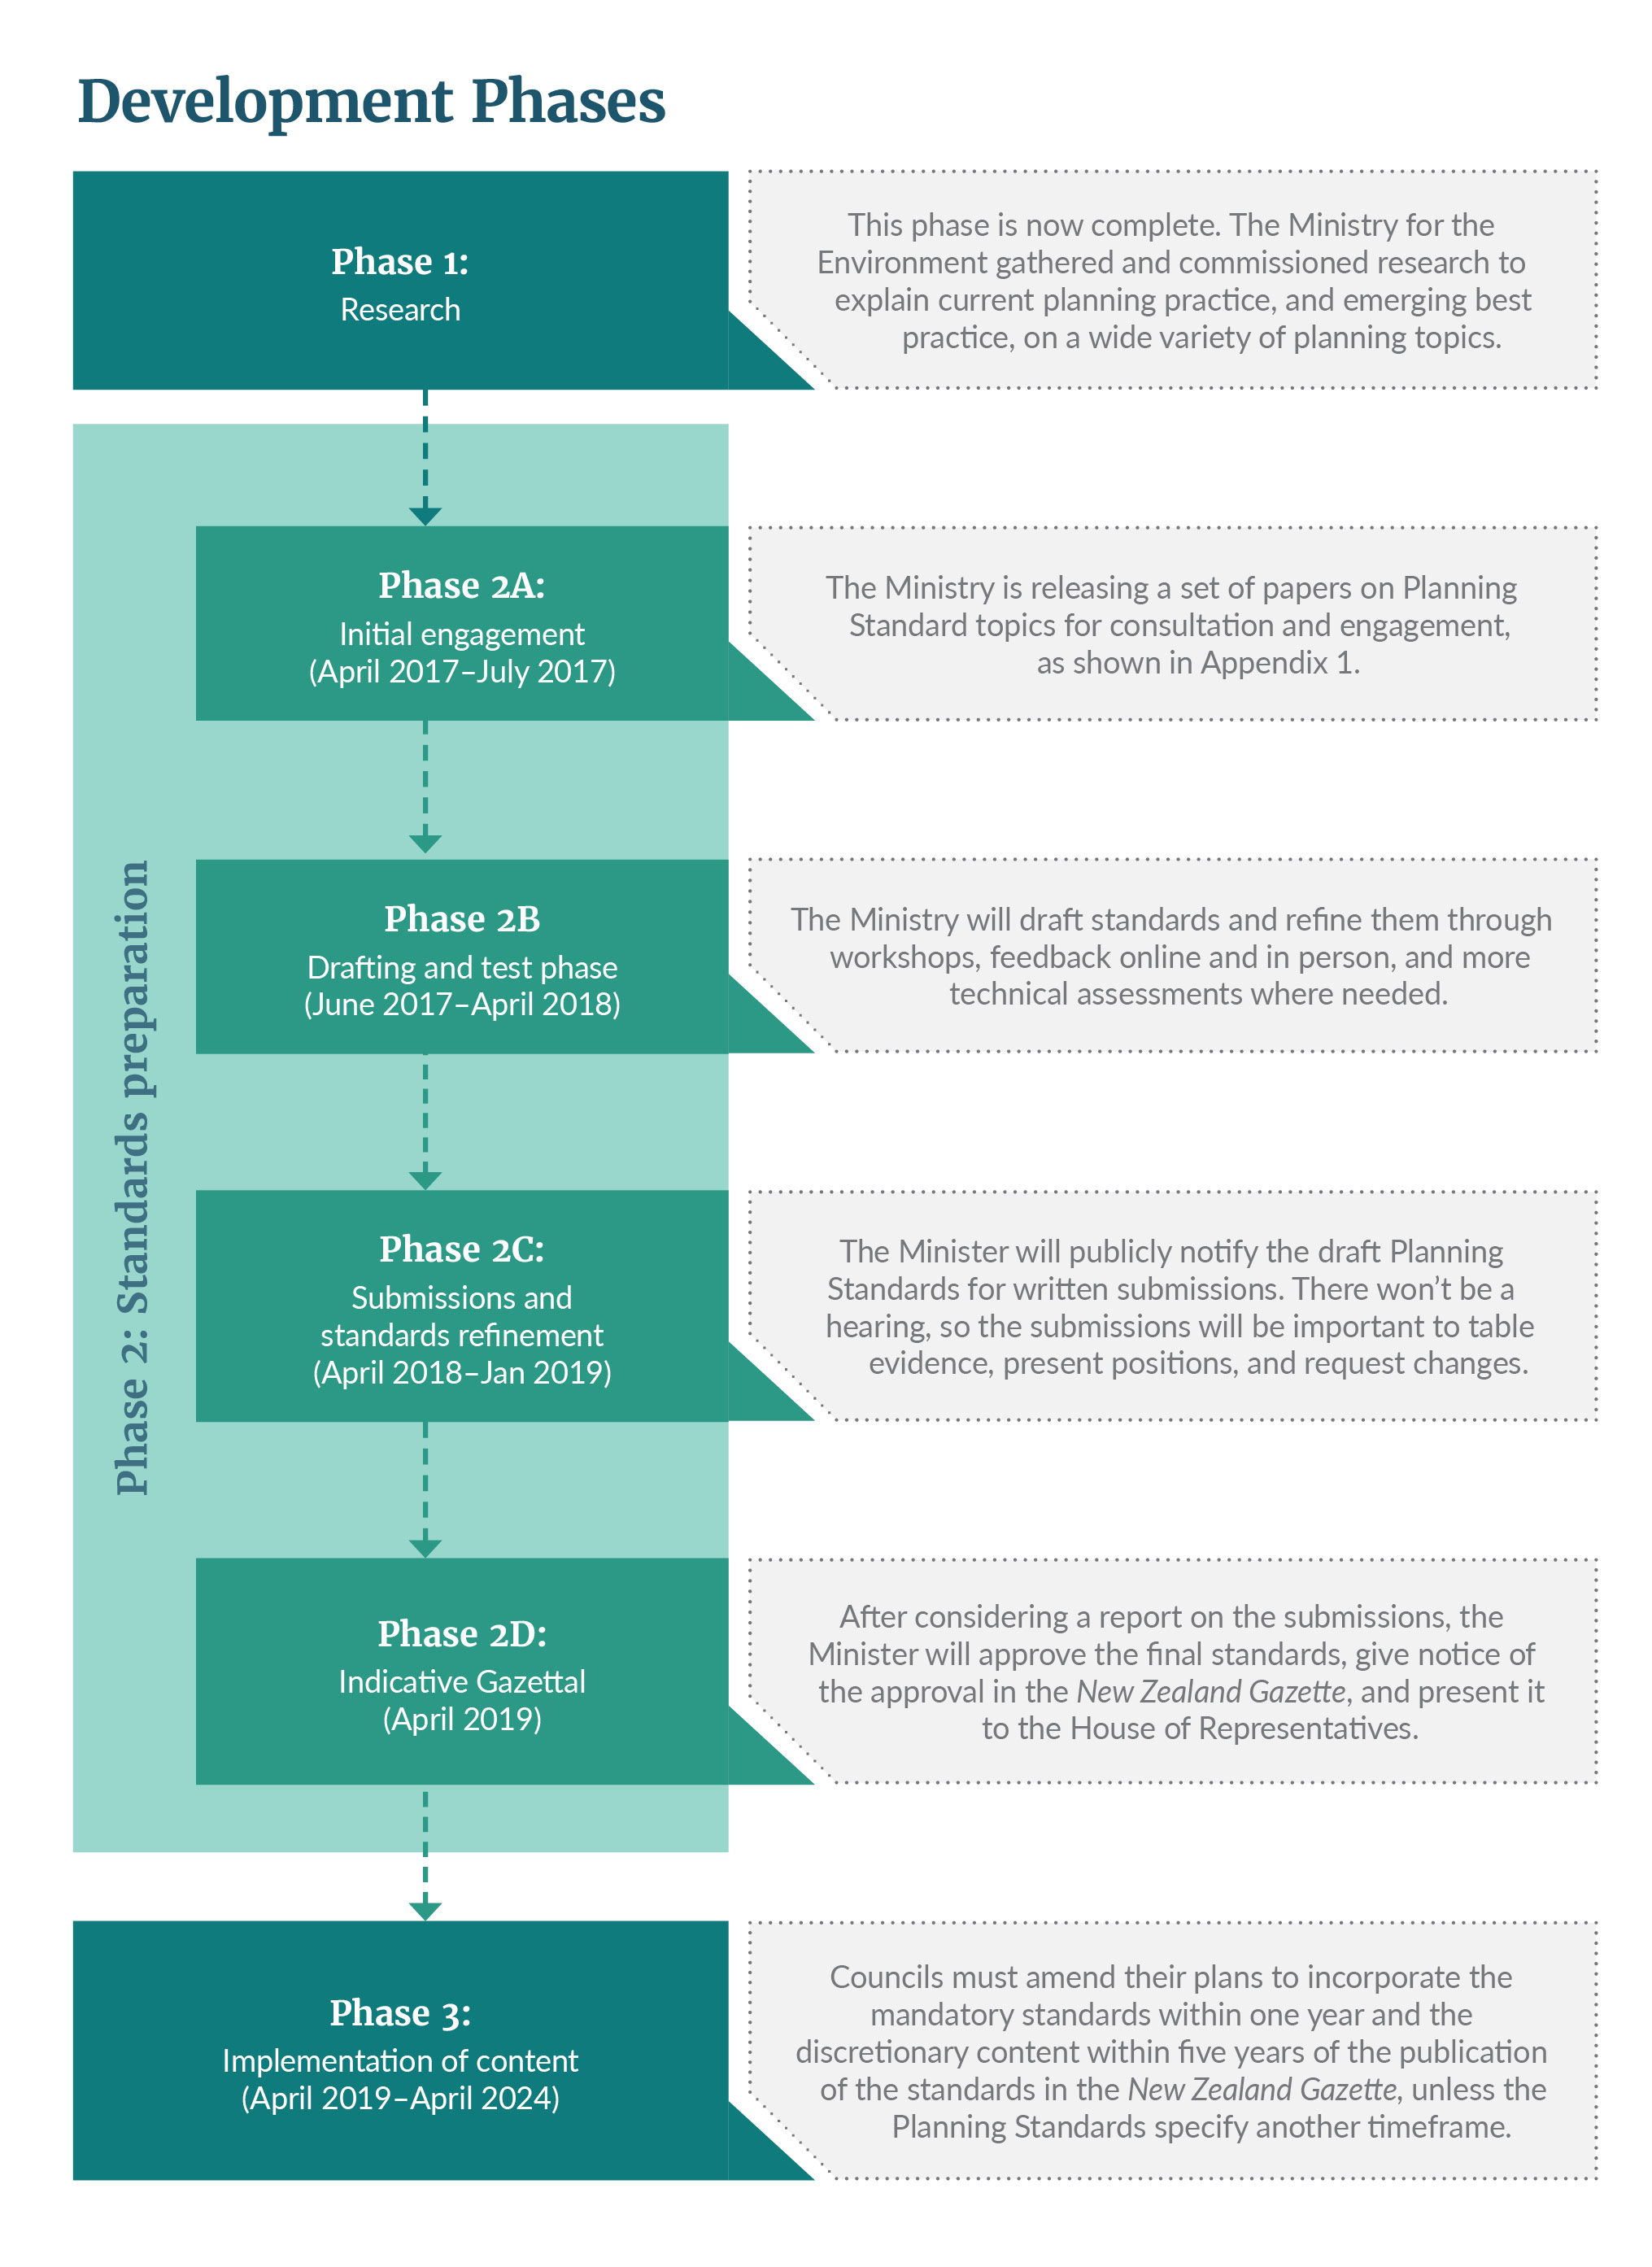 Development Phases
Phase 1:
Research
This phase is now complete. The Ministry for the
Environment gathered and commissioned research to
explain current planning practice, and emerging best
practice, on a wide variety of planning topics.
Phase 2: Standards preparation
Phase 2A:
Initial engagement
(April 2017–July 2017)
The Ministry is releasing a set of papers on Planning
Standard topics for consultation and engagement,
as shown in Appendix 1.
Phase 2B
Drafting and test phase
(June 2017–April 2018)
The Ministry will draft standards and refine them through
workshops, feedback online and in person, and more
technical assessments where needed.
Phase 2C:
Submissions and
standards refinement
(April 2018–Jan 2019)
The Minister will publicly notify the draft Planning
Standards for written submissions. There won’t be a
hearing, so the submissions will be important to table
evidence, present positions, and request changes.
Phase 2D:
Indicative Gazettal
(April 2019)
After considering a report on the submissions, the
Minister will approve the final standards, give notice of
the approval in the New Zealand Gazette, and present it
to the House of Representatives.
Phase 3:
Implementation of content
(April 2019–April 2024)
Councils must amend their plans to incorporate the
mandatory standards within one year and the
discretionary content within five years of the publication
of the standards in the New Zealand Gazette, unless the
Planning Standards specify another timeframe.